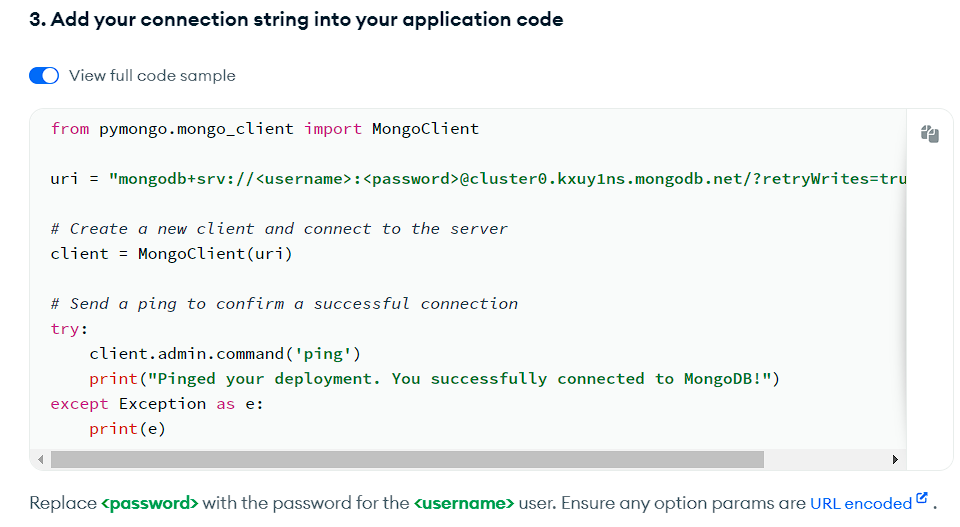 3. Add your connection string into your application code
View full code sample
from pymongo.mongo_client import MongoClient
uri = "mongodb+srv://<username>:<password>@cluster0.kxuy1ns.mongodb.net/?retryWrites=tru
# Create a new client and connect to the server
client = MongoClient(uri)
# Send a ping to confirm a successful connection
try:
    client.admin.command('ping')
    print("Pinged your deployment. You successfully connected to MongoDB!")
except Exception as e:
    print(e)
Replace <password> with the password for the <username> user. Ensure any option params are URL encoded .